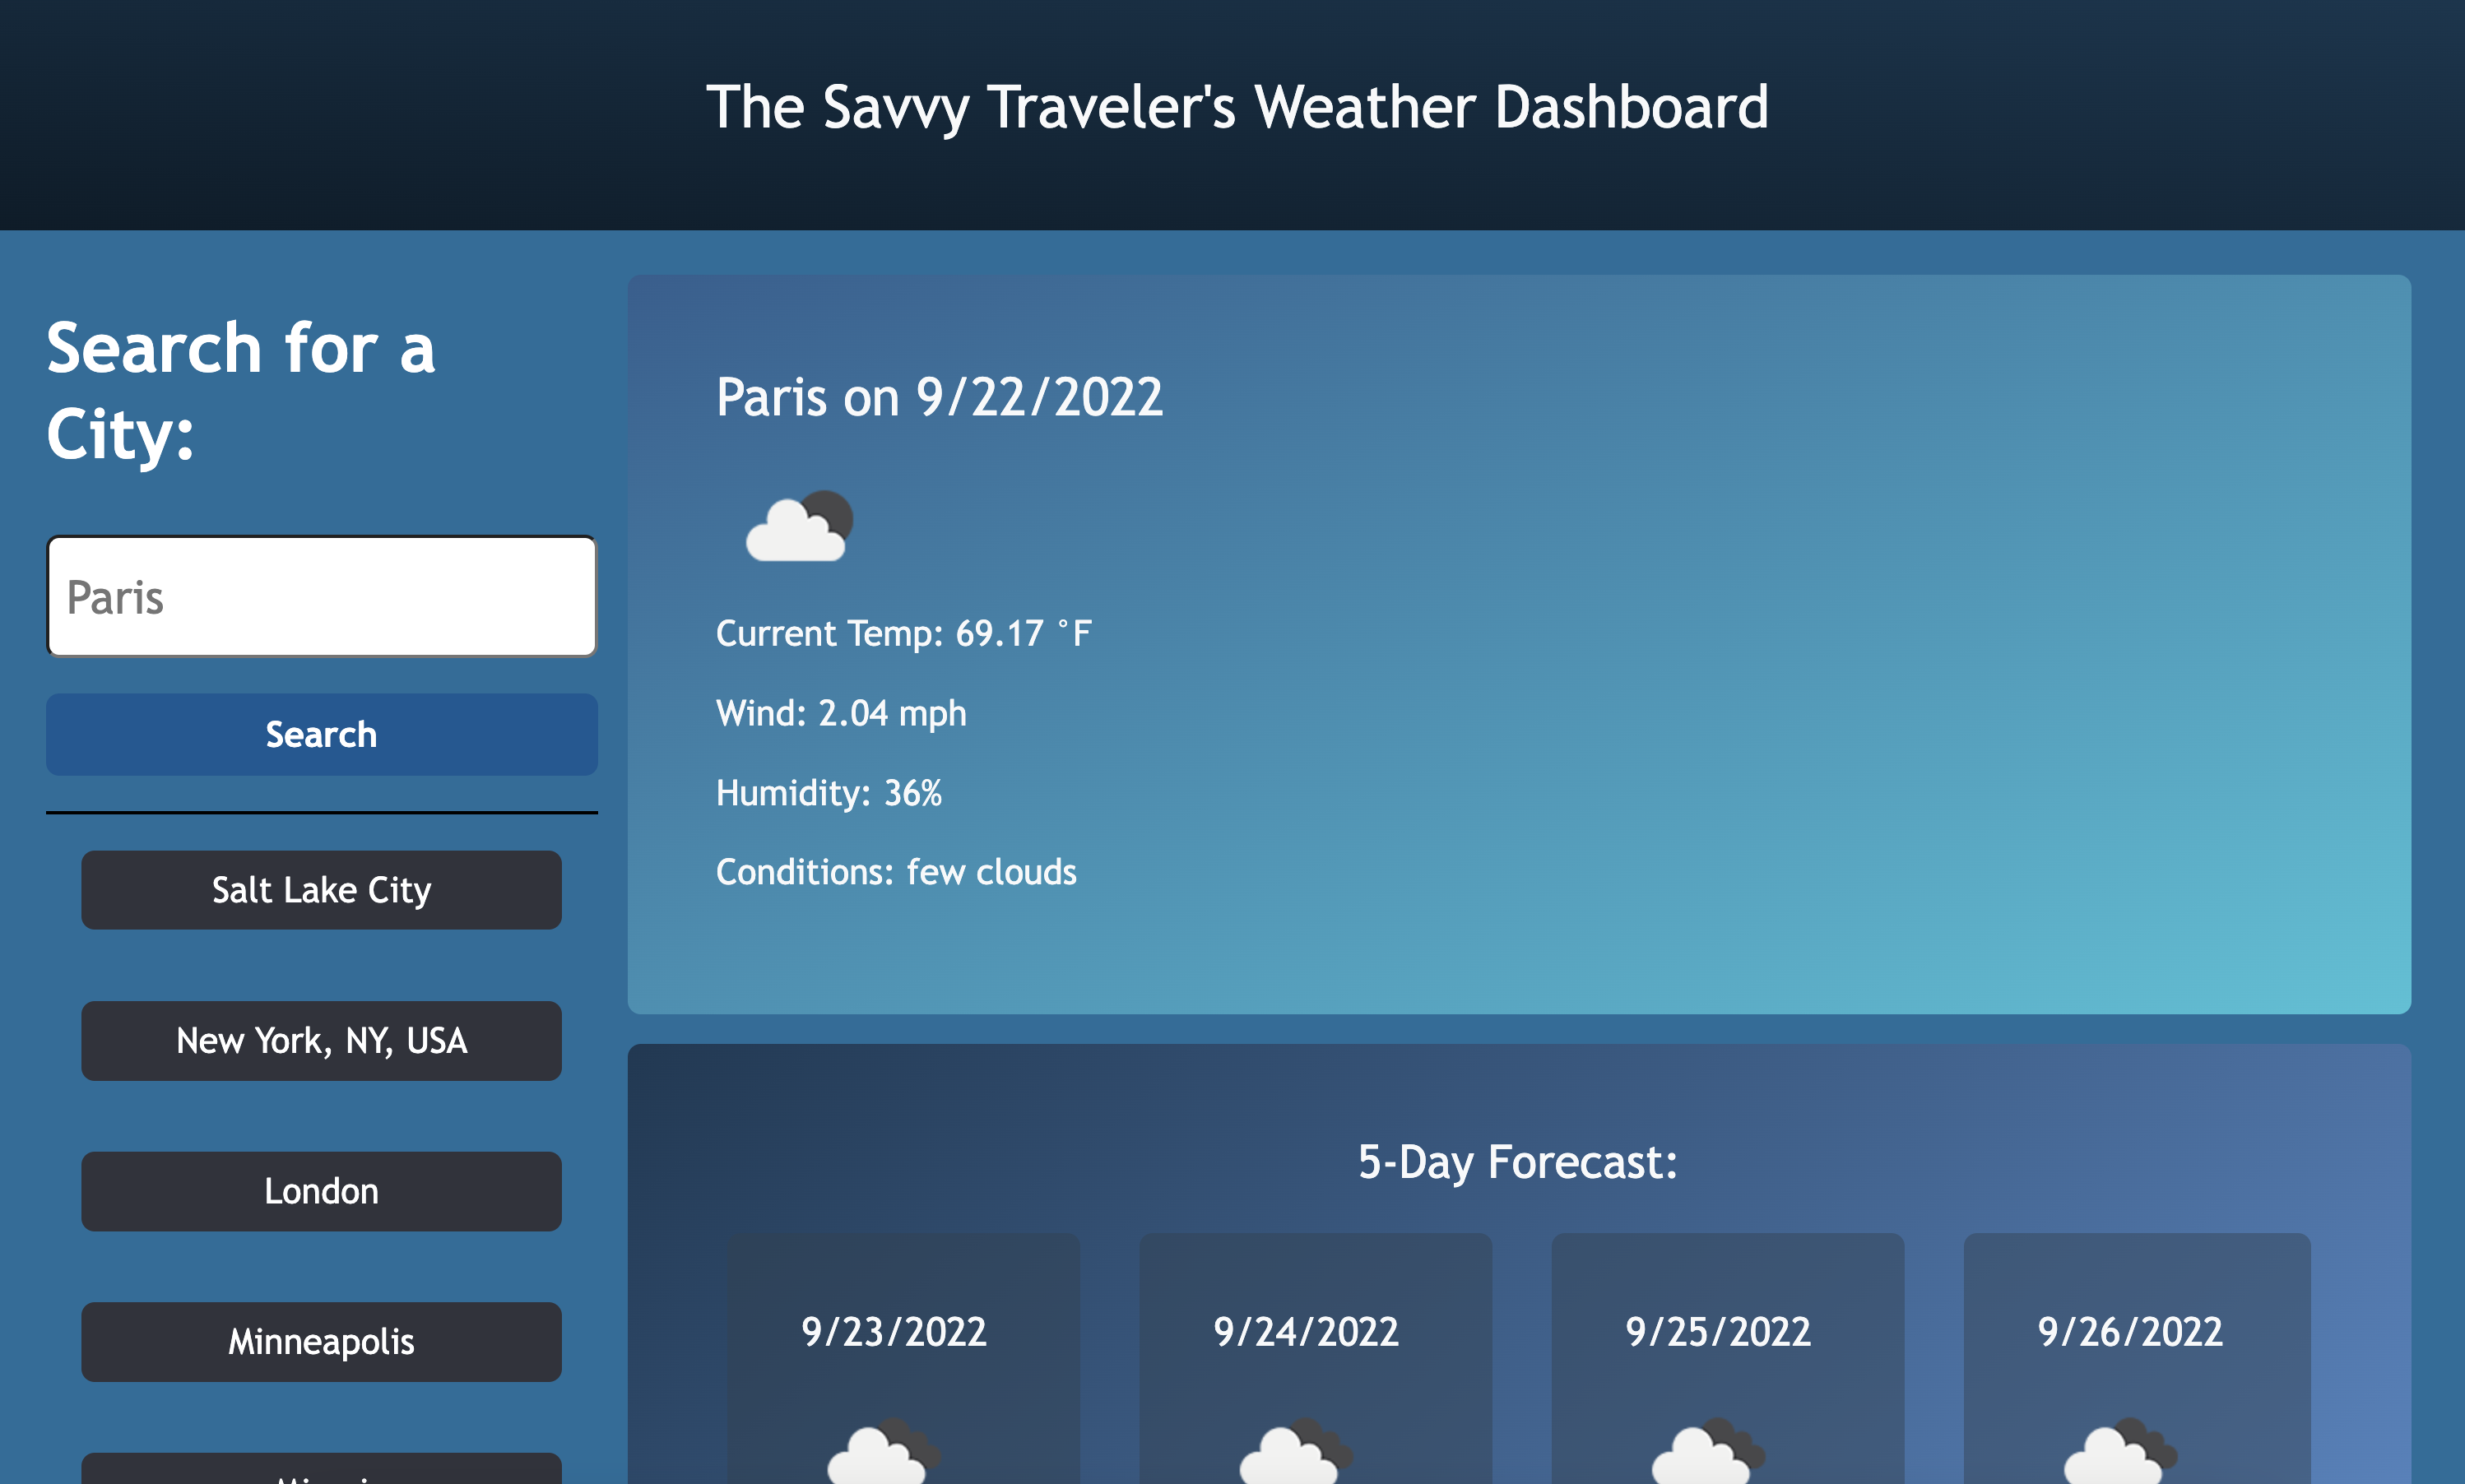 The Savvy Traveler's Weather Dashboard
Search for a
City:
Paris
Search
Salt Lake City
New York, NY, USA
London
Minneapolis
Paris on 9/22/2022
Current Temp: 69.17 °F
Wind: 2.04 mph
Humidity: 36%
Conditions: few clouds
5-Day Forecast:
9/23/2022
9/24/2022
9/25/2022
9/26/2022